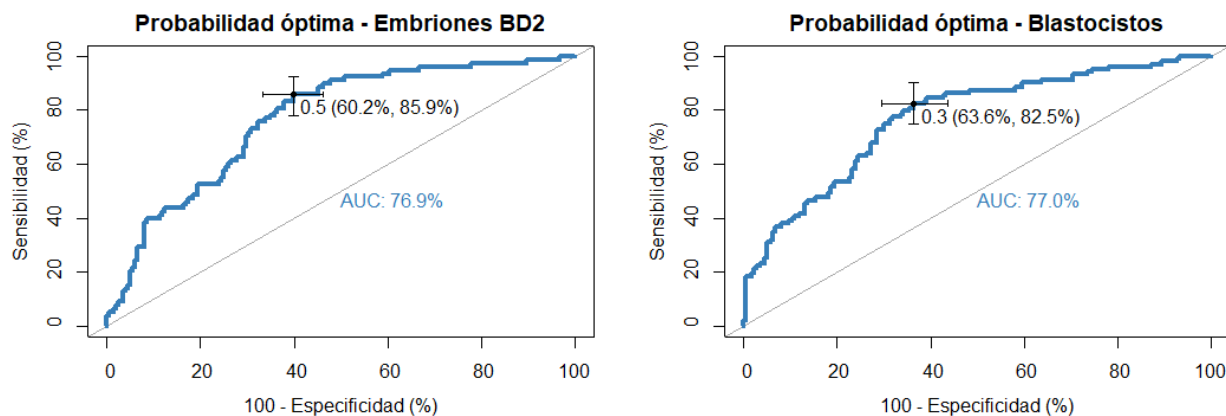 Probabilidad óptima - Embriones BD2
100
80
60
40
20
0
Sensibilidad (%)
0.5 (60.2%, 85.9%)
AUC: 76.9%
0 20 40 60 80 100
100 - Especificidad (%)
Probabilidad óptima - Blastocistos
100
80
60
40
20
0
Sensibilidad (%)
0.3 (63.6%, 82.5%)
AUC: 77.0%
0 20 40 60 80 100
100 - Especificidad (%)